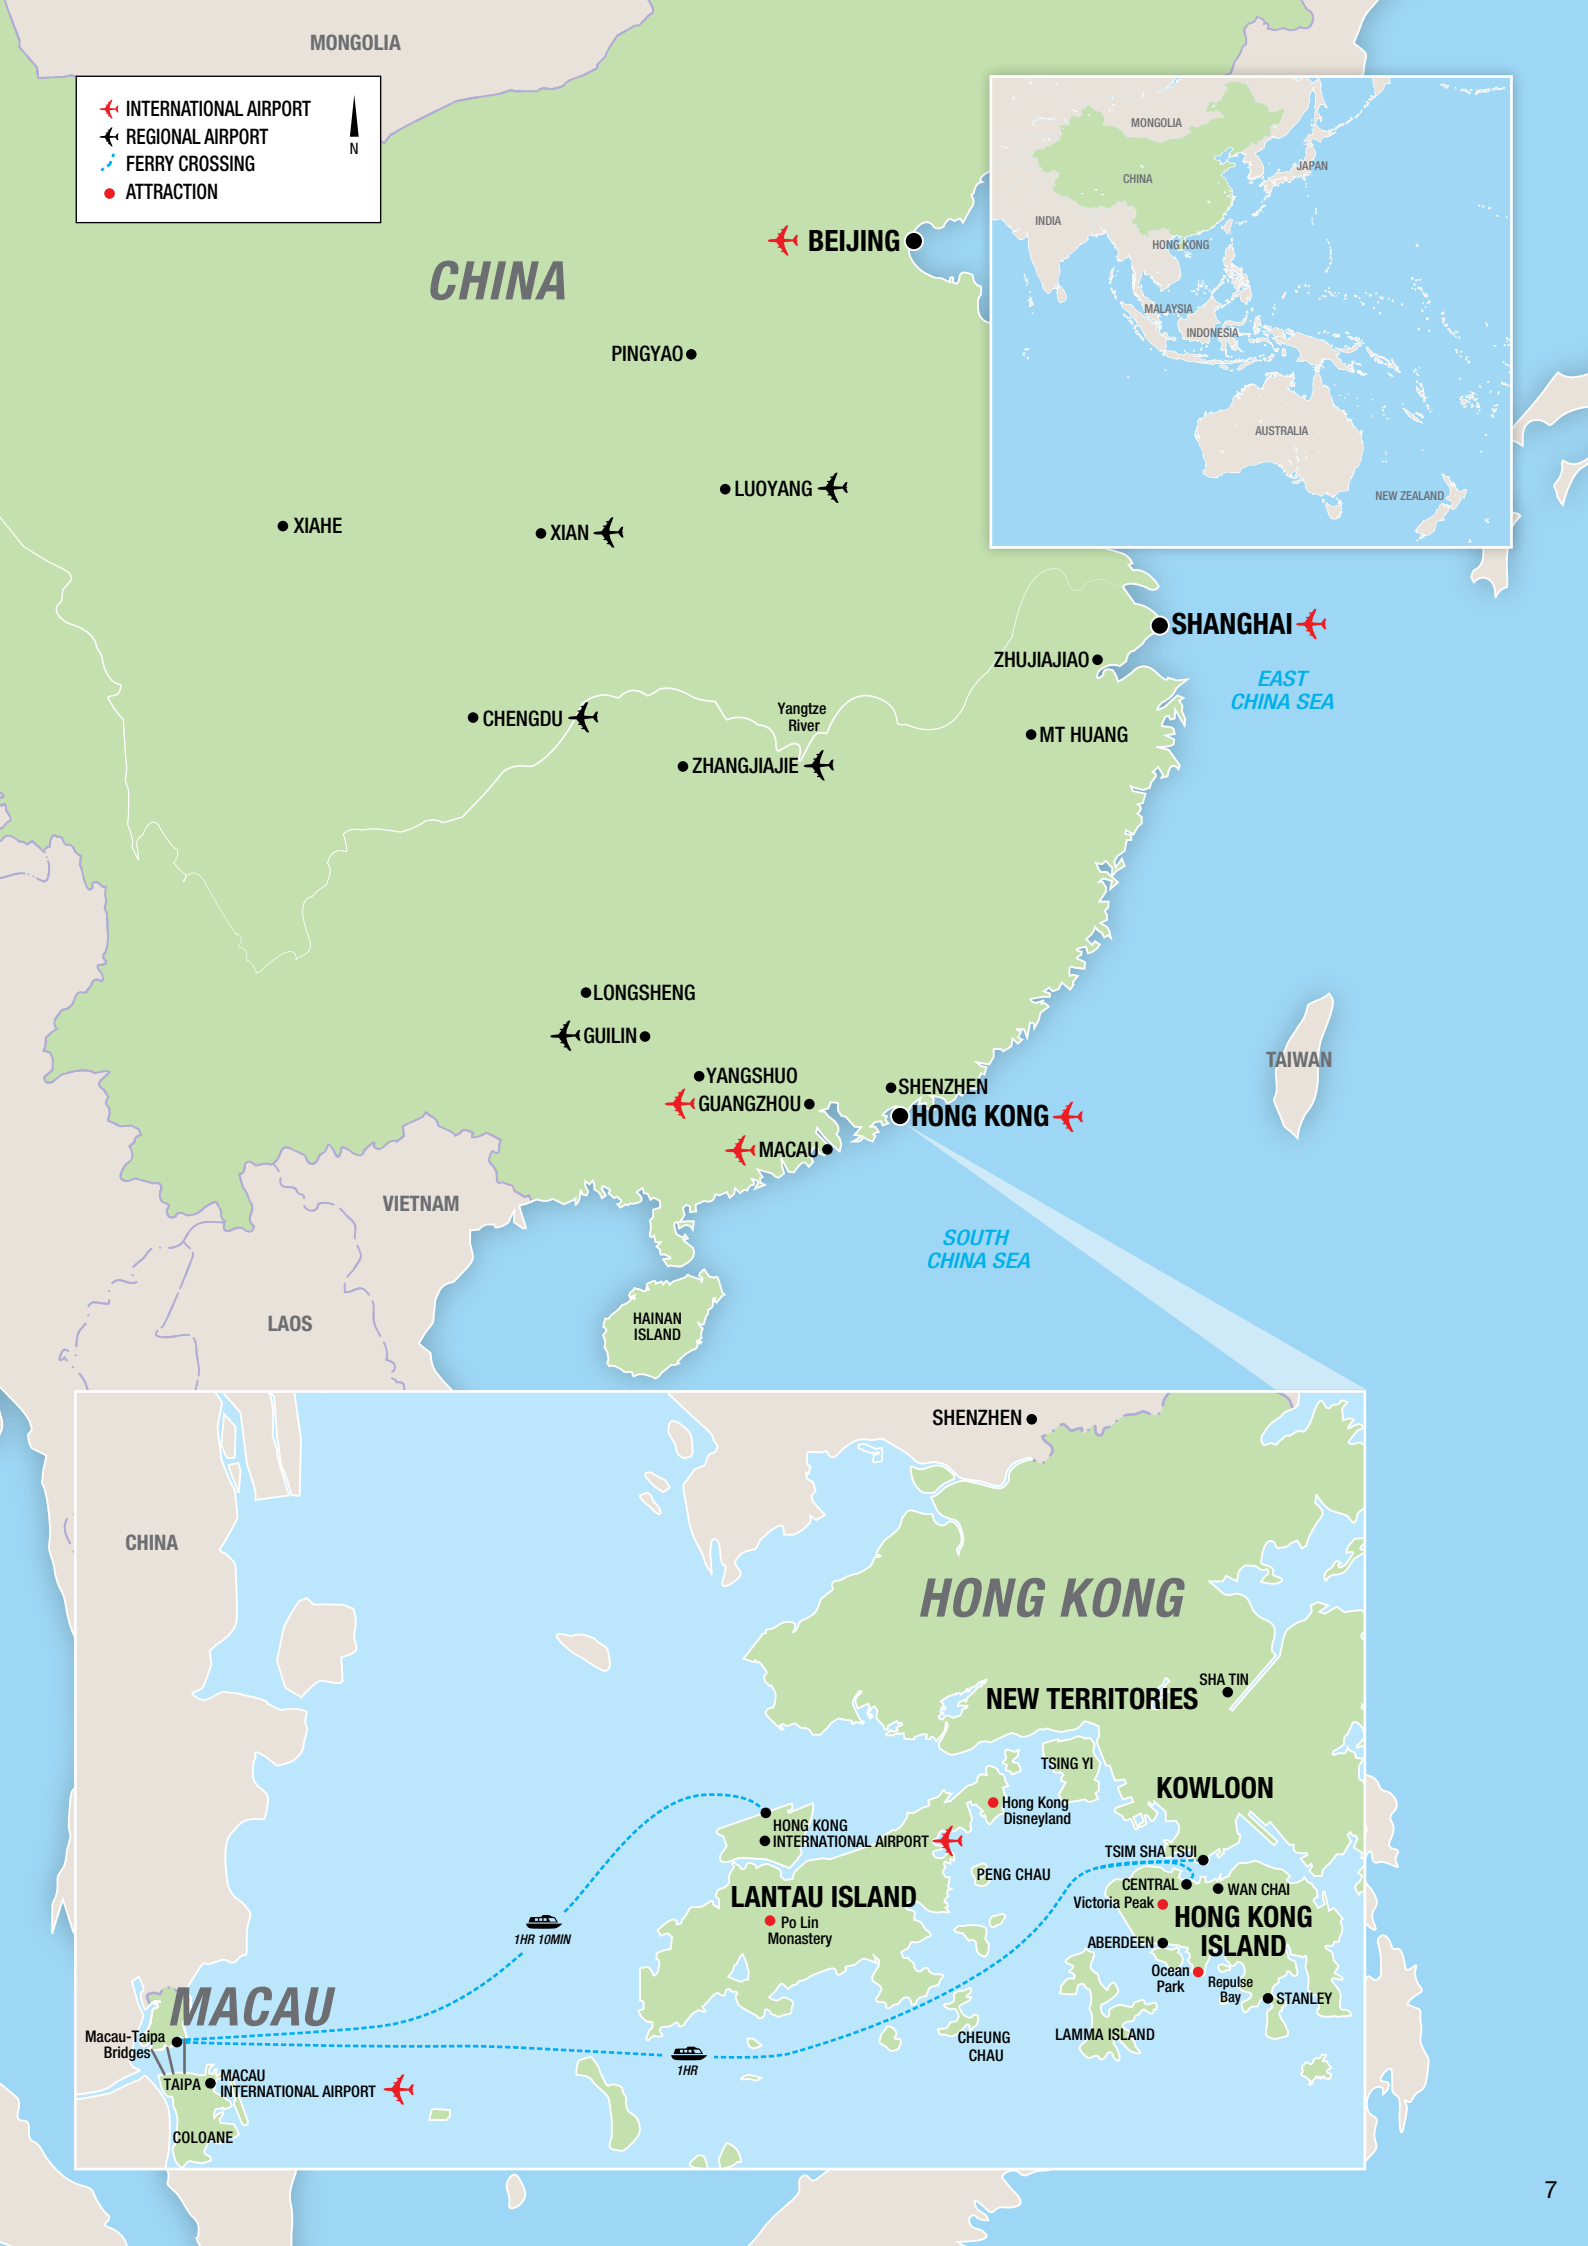 MONGOLIA
INTERNATIONAL AIRPORT
REGIONAL AIRPORT
FERRY CROSSING
ATTRACTION
N
MONGOLIA
JAPAN
CHINA
INDIA
HONG KONG
MALAYSIA
INDONESIA
AUSTRALIA
NEW ZEALAND
BEIJING
CHINA
PINGYAO
LUOYANG
XIAHE
XIAN
SHANGHAI
ZHUJIAJIAO
EAST
CHINA SEA
CHENGDU
Yangtze
River
MT HUANG
ZHANGJIAJIE
LONGSHENG
GUILIN
TAIWAN
YANGSHUO
SHENZHEN
GUANGZHOU
HONG KONG
MACAU
VIETNAM
SOUTH
CHINA SEA
LAOS
HAINAN
ISLAND
SHENZHEN
CHINA
HONG KONG
SHA TIN
NEW TERRITORIES
TSING YI
KOWLOON
Hong Kong
Disneyland
HONG KONG
INTERNATIONAL AIRPORT
TSIM SHA TSUI
PENG CHAU
CENTRAL
WAN CHAI
LANTAU ISLAND
Victoria Peak
HONG KONG
ISLAND
Po Lin
Monastery
1HR 10MIN
ABERDEEN
Ocean
Park
Repulse
Bay
STANLEY
MACAU
Macau-Taipa
Bridges
CHEUNG
CHAU
LAMMA ISLAND
1HR
TAIPA
MACAU
INTERNATIONAL AIRPORT
COLOANE
7